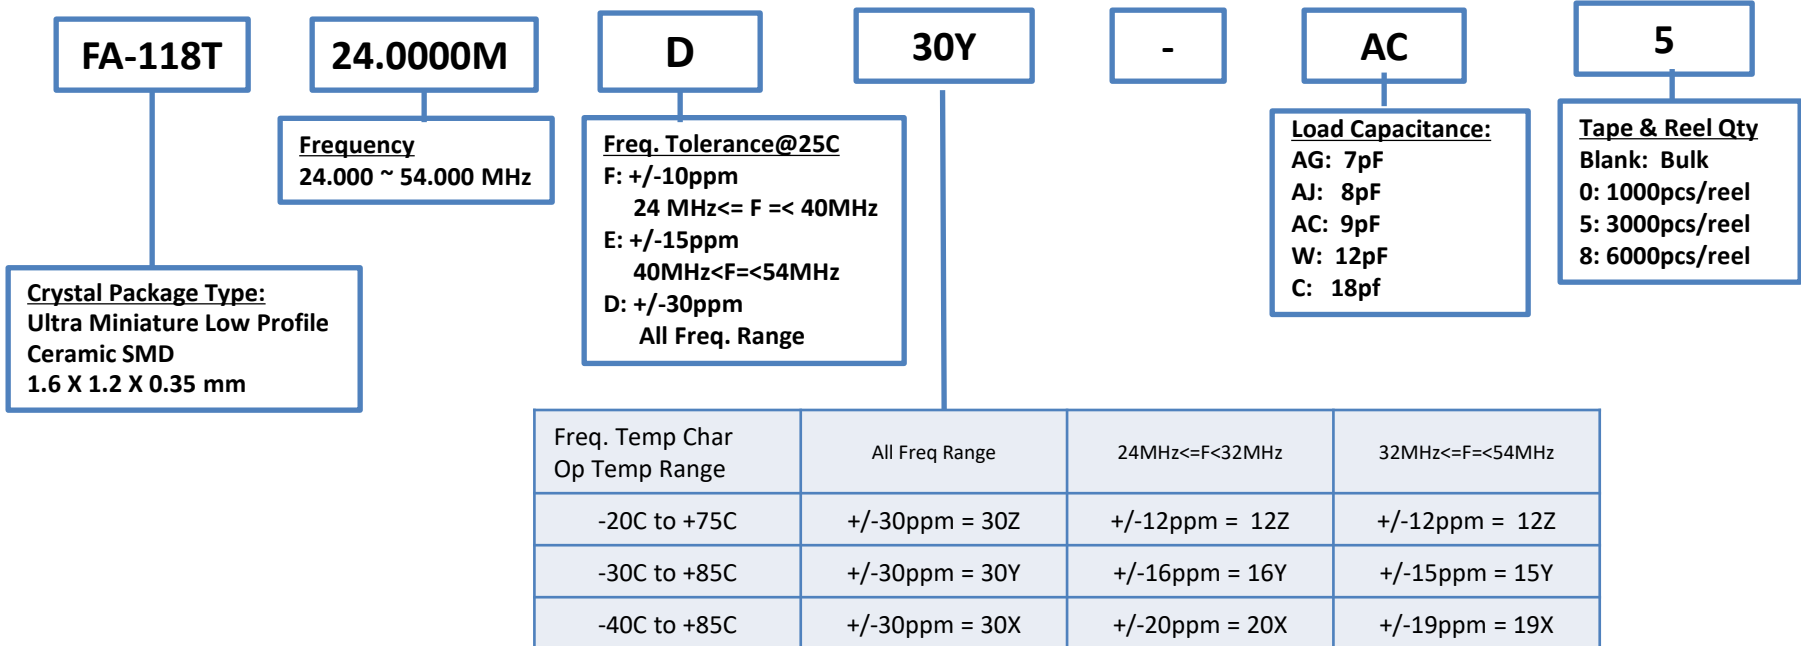 FA-118T
24.0000M
D
30Y
-
AC
5
Frequency
24.000 ~ 54.000 MHz
Freq. Tolerance@25C
F: +/-10ppm
24 MHz<= F =< 40MHz
E: +/-15ppm
40MHz<F=<54MHz
D: +/-30ppm
All Freq. Range
Load Capacitance:
AG: 7pF
AJ: 8pF
AC: 9pF
W: 12pF
C: 18pf
Tape & Reel Qty
Blank: Bulk
0: 1000pcs/reel
5: 3000pcs/reel
8: 6000pcs/reel
Crystal Package Type:
Ultra Miniature Low Profile
Ceramic SMD
1.6 X 1.2 X 0.35 mm
Freq. Temp Char
Op Temp Range
All Freq Range
24MHz<=F<32MHz
32MHz<=F=<54MHz
-20C to +75C
+/-30ppm = 30Z
+/-12ppm = 12Z
+/-12ppm = 12Z
-30C to +85C
+/-30ppm = 30Y
+/-16ppm = 16Y
+/-15ppm = 15Y
-40C to +85C
+/-30ppm = 30X
+/-20ppm = 20X
+/-19ppm = 19X